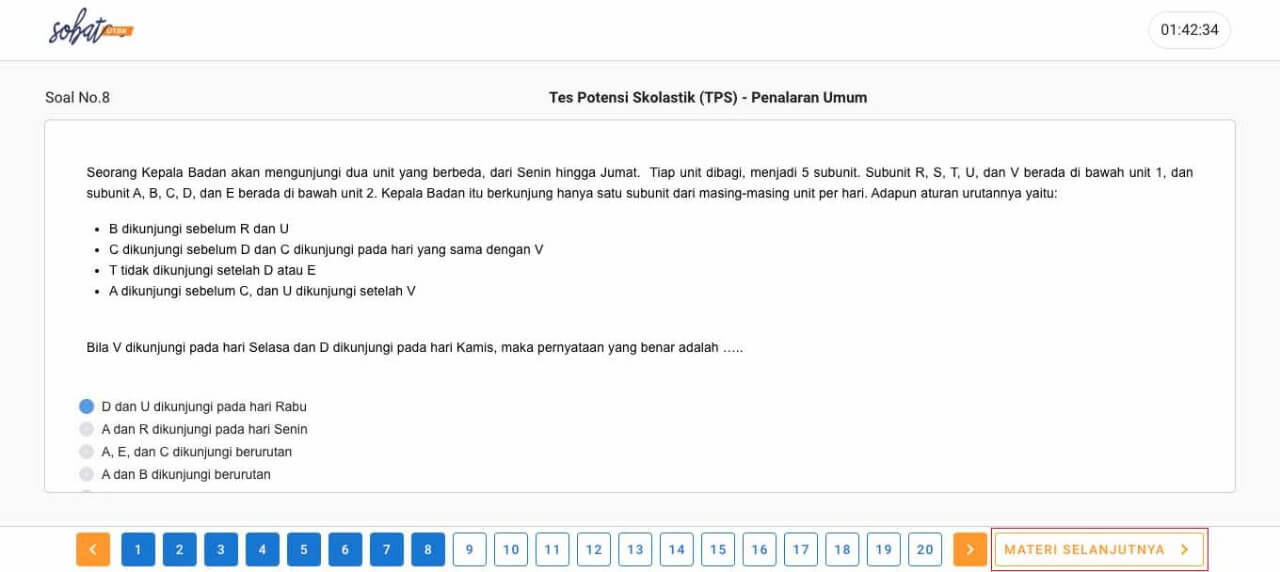 sobat UTBK
01:42:34
Soal No.8
Tes Potensi Skolastik (TPS) - Penalaran Umum
Seorang Kepala Badan akan mengunjungi dua unit yang berbeda, dari Senin hingga Jumat. Tiap unit dibagi, menjadi 5 subunit. Subunit R, S, T, U, dan V berada di bawah unit 1, dan
subunit A, B, C, D, dan E berada di bawah unit 2. Kepala Badan itu berkunjung hanya satu subunit dari masing-masing unit per hari. Adapun aturan urutannya yaitu:
• B dikunjungi sebelum R dan U
• C dikunjungi sebelum D dan C dikunjungi pada hari yang sama dengan V
• T tidak dikunjungi setelah D atau E
• A dikunjungi sebelum C, dan U dikunjungi setelah V
Bila V dikunjungi pada hari Selasa dan D dikunjungi pada hari Kamis, maka pernyataan yang benar adalah .....
D dan U dikunjungi pada hari Rabu
A dan R dikunjungi pada hari Senin
A, E, dan C dikunjungi berurutan
A dan B dikunjungi berurutan
< 1 2 3 4 5 6 7 8 9 10 11 12 13 14 15 16 17 18 19 20 > MATERI SELANJUTNYA >